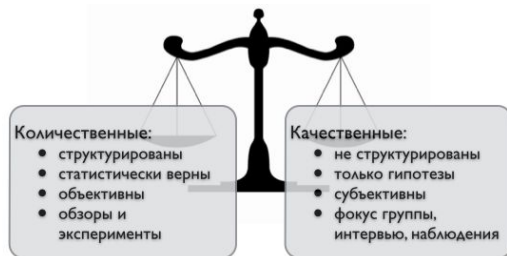 Количественные:
• структурированы
• статистически верны
• объективны
• обзоры и
эксперименты
Качественные:
• не структурированы
• только гипотезы
• субъективны
• фокус группы,
интервью, наблюдения